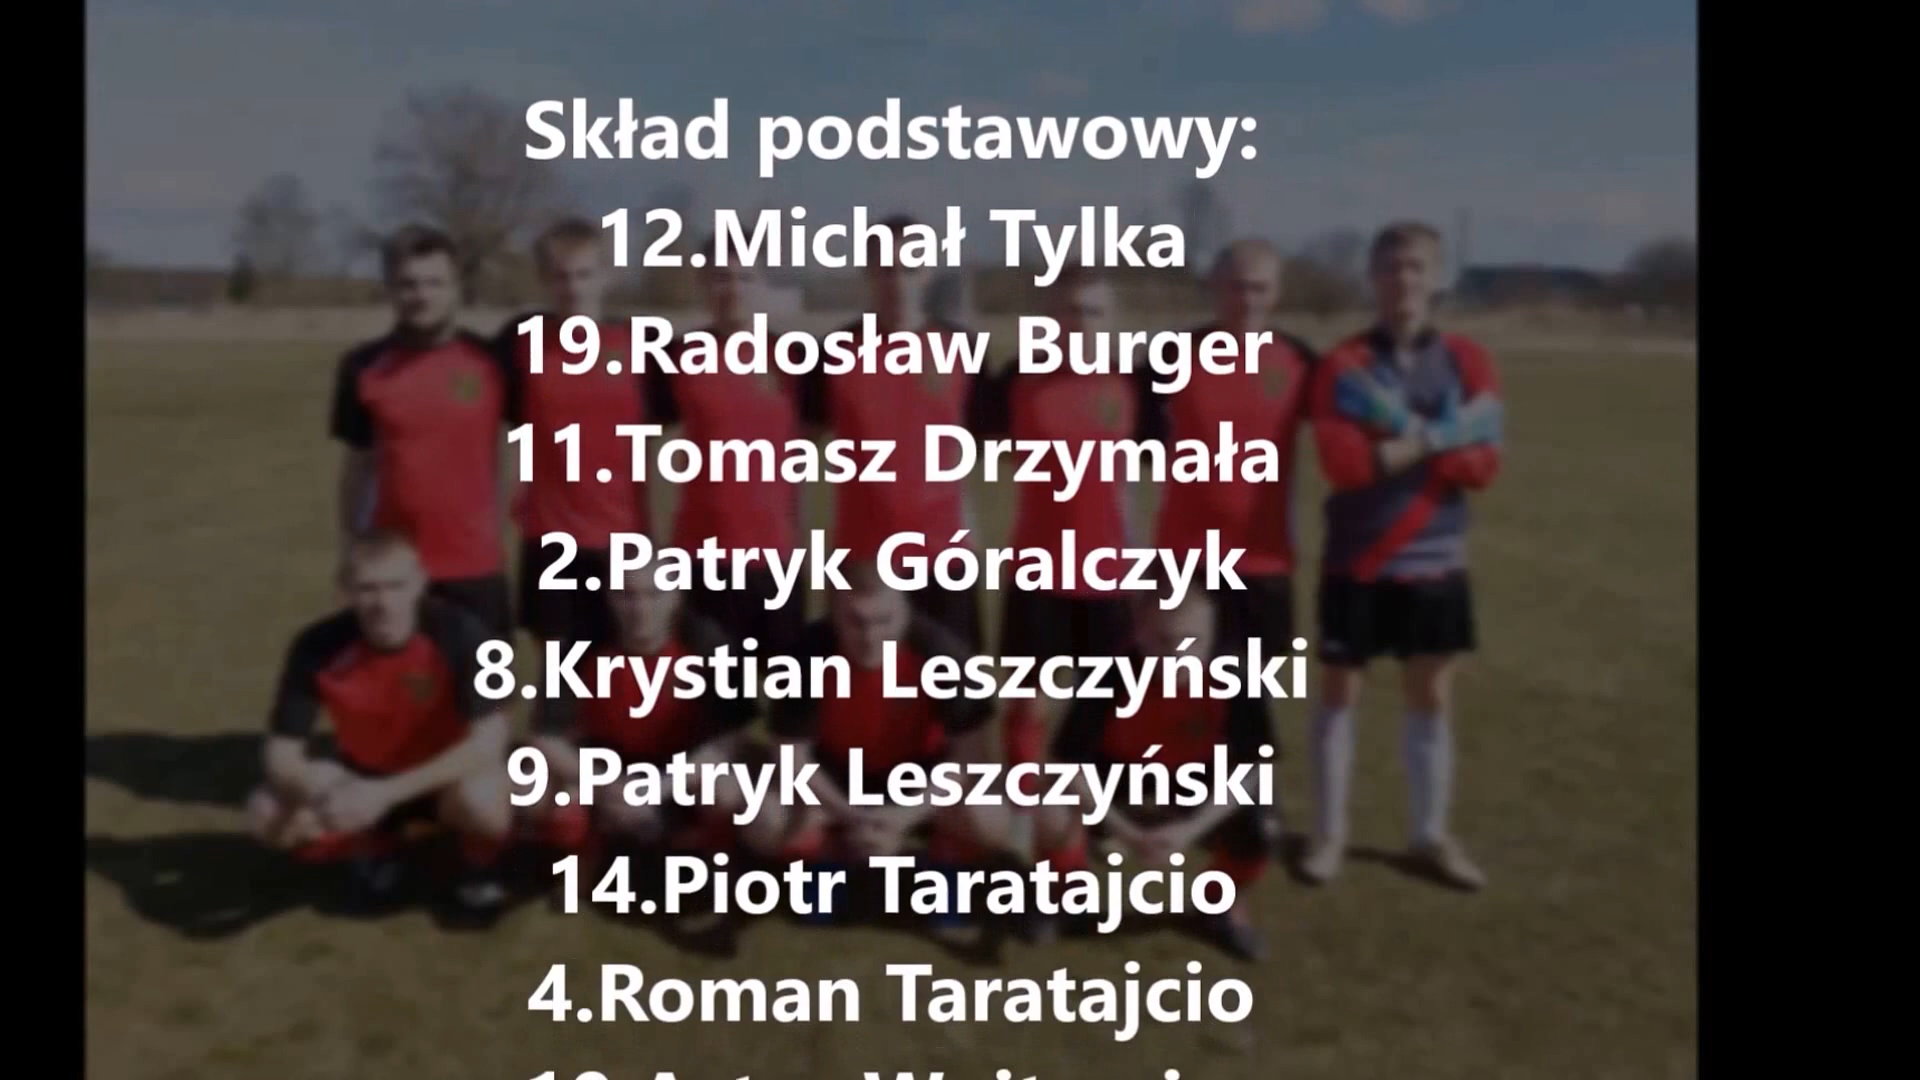 Skład podstawowy:
12.Michał Tylka
19.Radosław Burger
11.Tomasz Drzymała
2.Patryk Góralczyk
8.Krystian Leszczyński
9.Patryk Leszczyński
14.Piotr Taratajcio
4.Roman Taratajcio